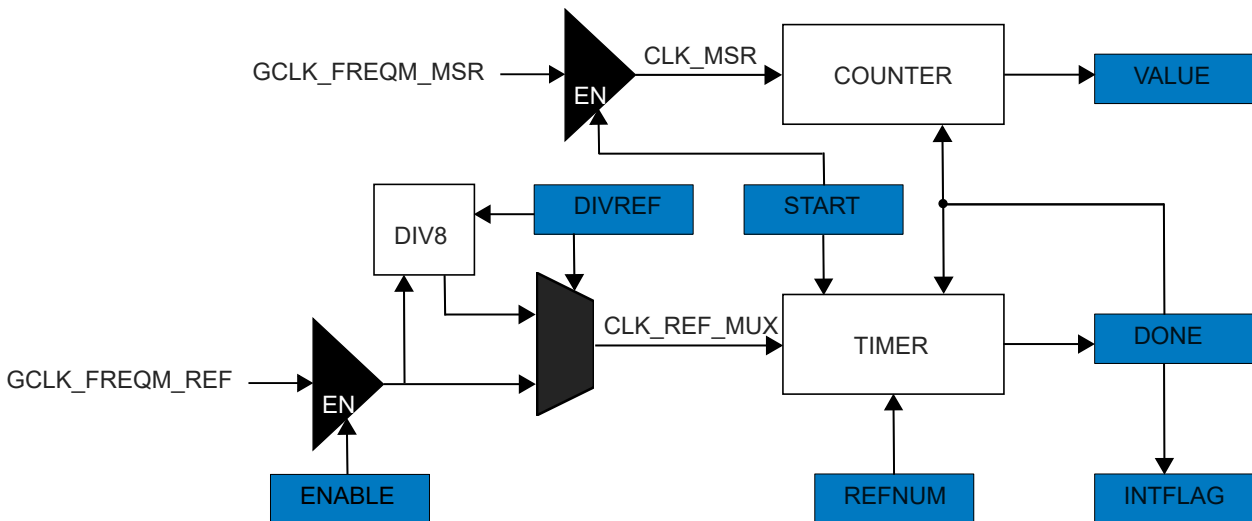 CLK_MSR
GCLK_FREQM_MSR
COUNTER
VALUE
EN
DIVREF
START
DIV8
CLK_REF_MUX
TIMER
DONE
GCLK_FREQM_REF
EN
ENABLE
REFNUM
INTFLAG